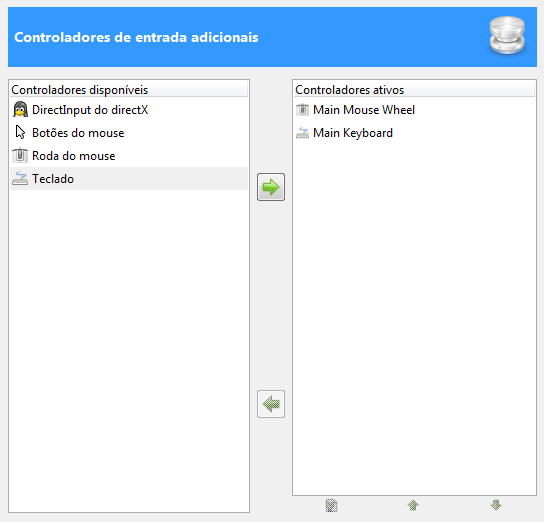 Controladores de entrada adicionais
Controladores disponíveis
DirectInput do directX
Botões do mouse
Roda do mouse
Teclado
Controladores ativos
Main Mouse Wheel
Main Keyboard